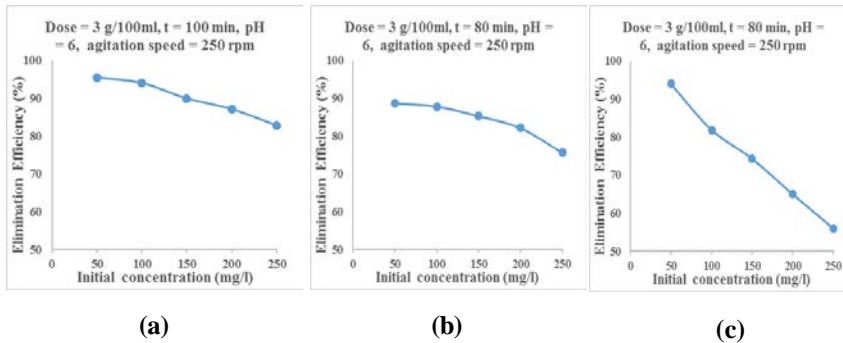 Dose = 3 g/100ml, t = 100 min, pH
= 6, agitation speed = 250 rpm
Elimination Efficiency (%)
100
90
80
70
60
50
0 50 100 150 200 250
Initial concentration (mg/l)
(a)
Dose = 3 g/100ml, t = 80 min, pH =
6, agitation speed = 250 rpm
Elimination Efficiency (%)
100
90
80
70
60
50
0 50 100 150 200 250
Initial concentration (mg/l)
(b)
Dose = 3 g/100ml, t = 80 min, pH =
6, agitation speed = 250 rpm
Elimination Efficiency (%)
100
90
80
70
60
50
0 50 100 150 200 250
Initial concentration (mg/l)
(c)